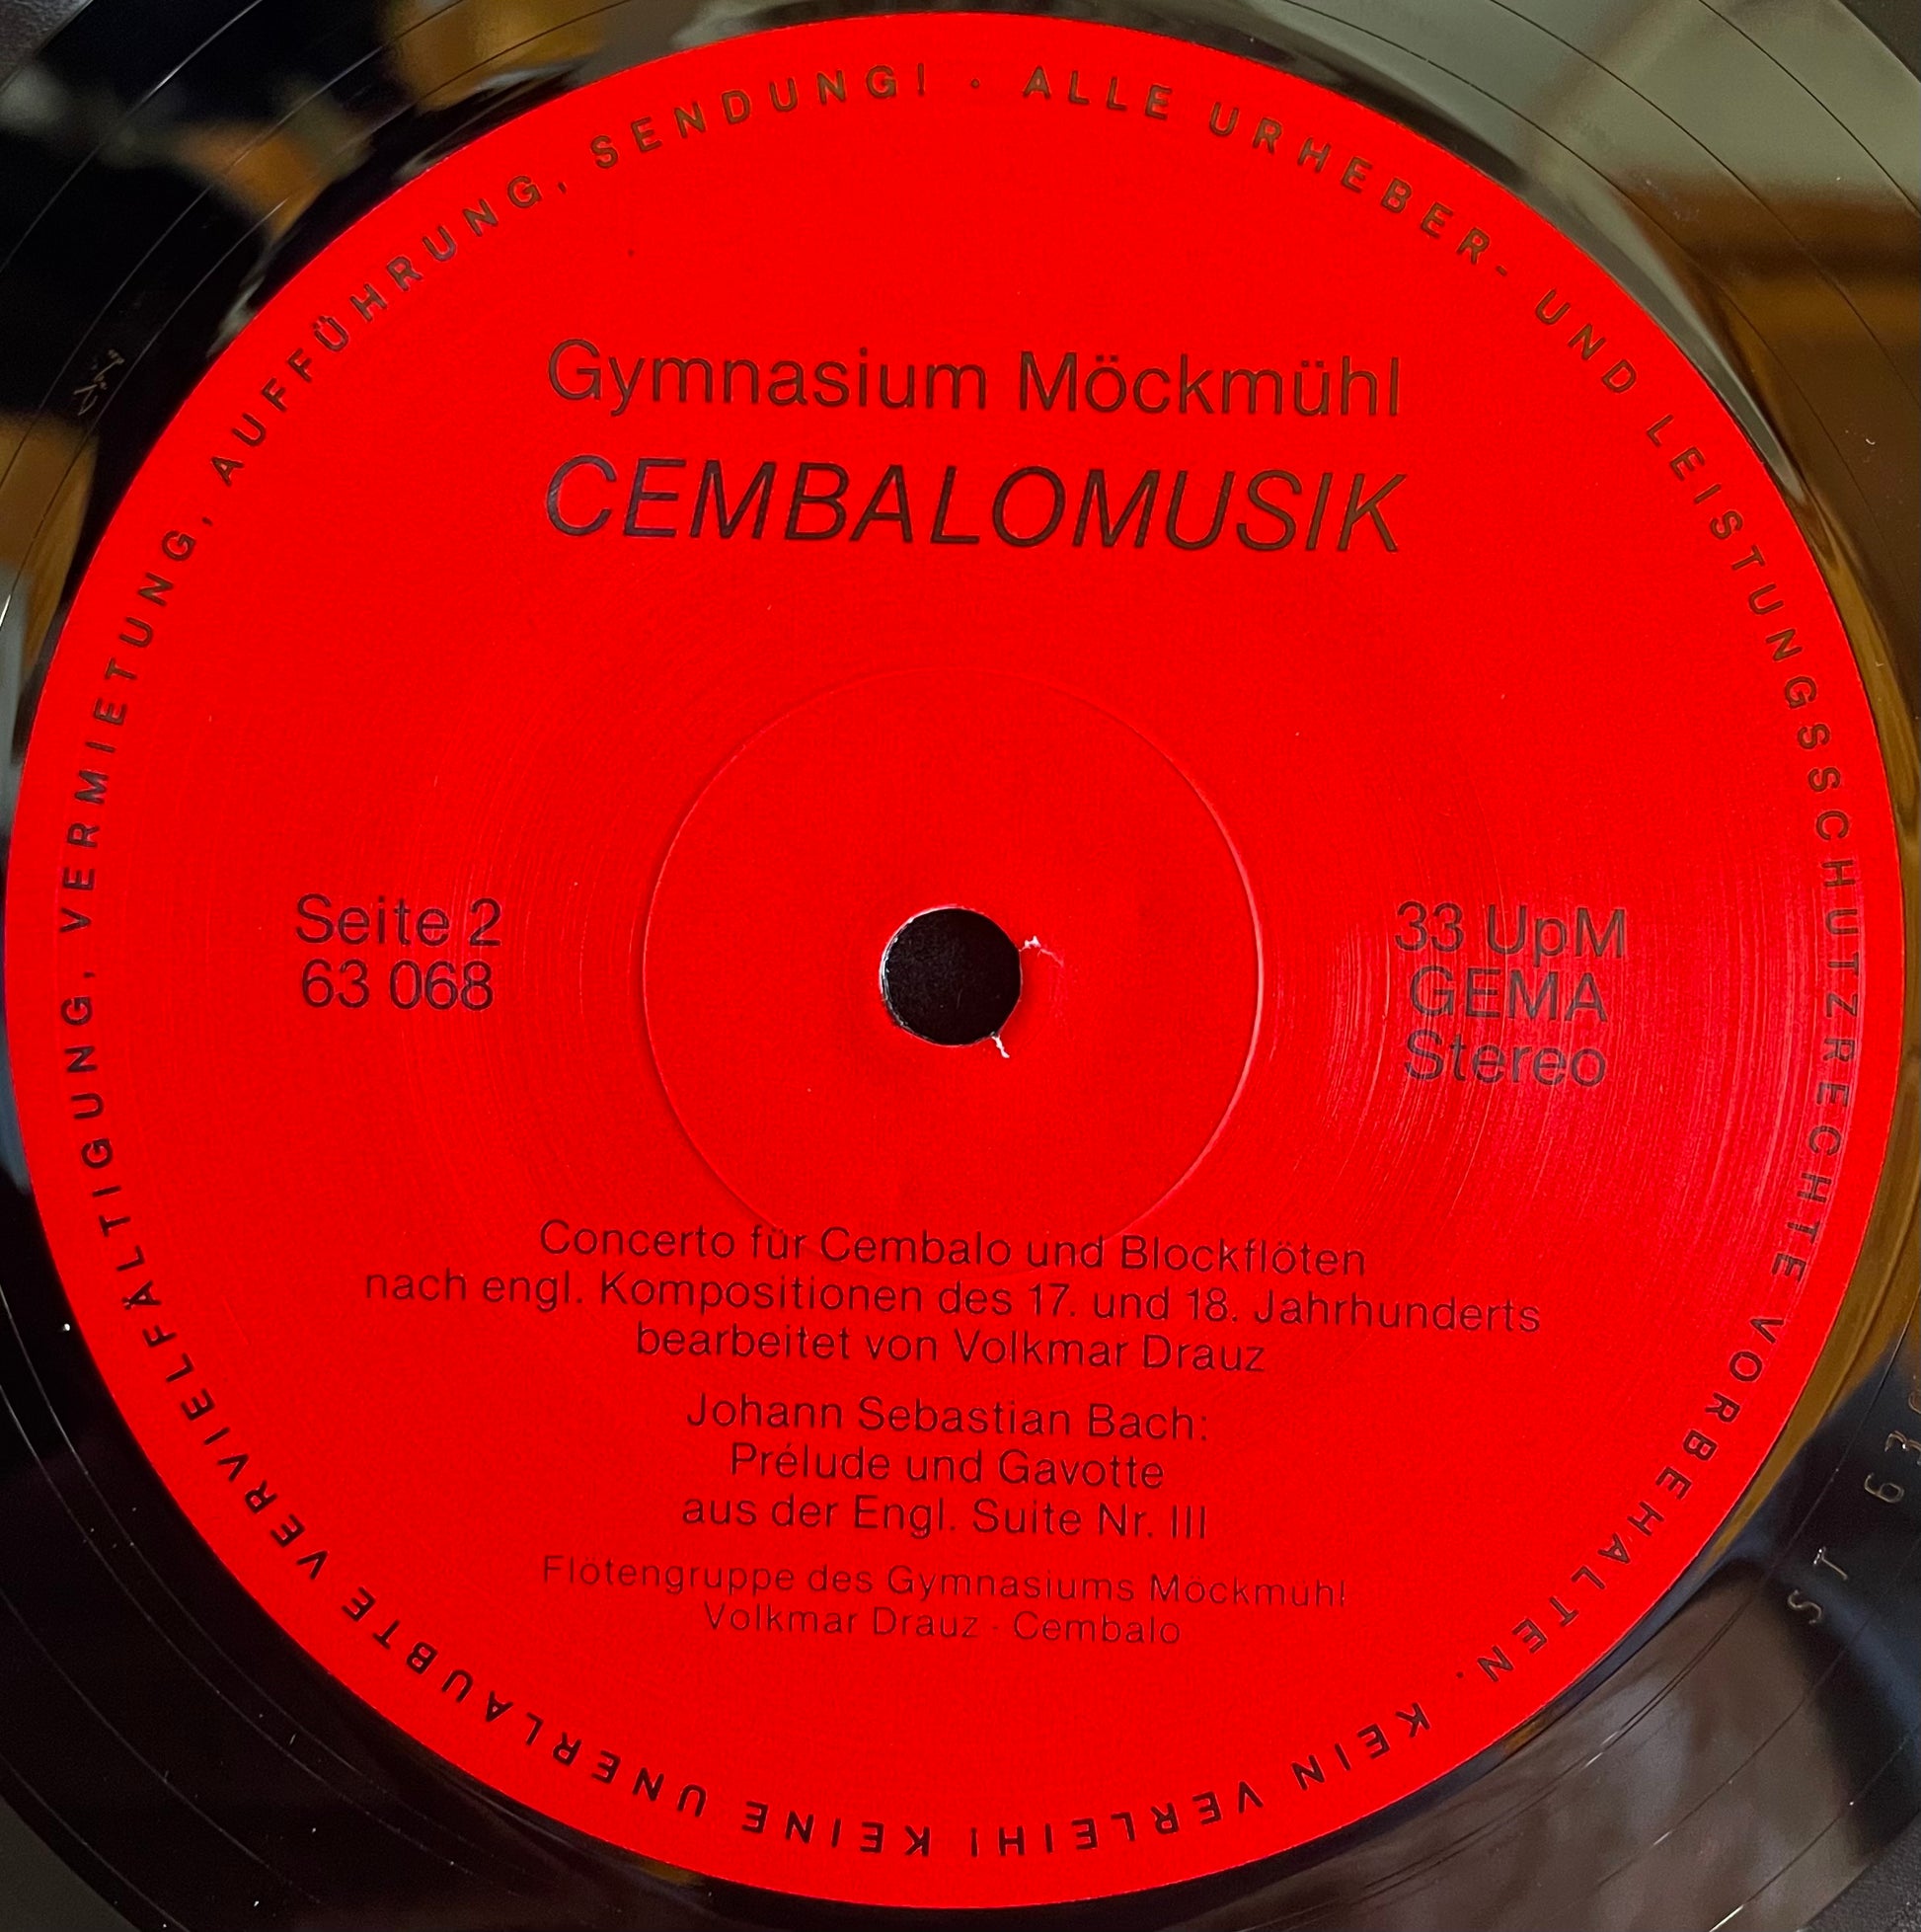 ALLE URHEBER- UND LEISTUNGSSCHUTZRECHTE VORBEHALTEN. KEIN VERLEIH! KEINE UNERLAUBTE VERVIELFÄLTIGUNG, VERMIETUNG, AUFFÜHRUNG, SENDUNG! ·
Gymnasium Möckmühl
CEMBALOMUSIK
Seite 2
63 068
33 UpM
GEMA
Stereo
Concerto für Cembalo und Blockflöten
nach engl. Kompositionen des 17. und 18. Jahrhunderts
bearbeitet von Volkmar Drauz
Johann Sebastian Bach:
Prélude und Gavotte
aus der Engl. Suite Nr. III
Flötengruppe des Gymnasiums Möckmühl
Volkmar Drauz · Cembalo
ST